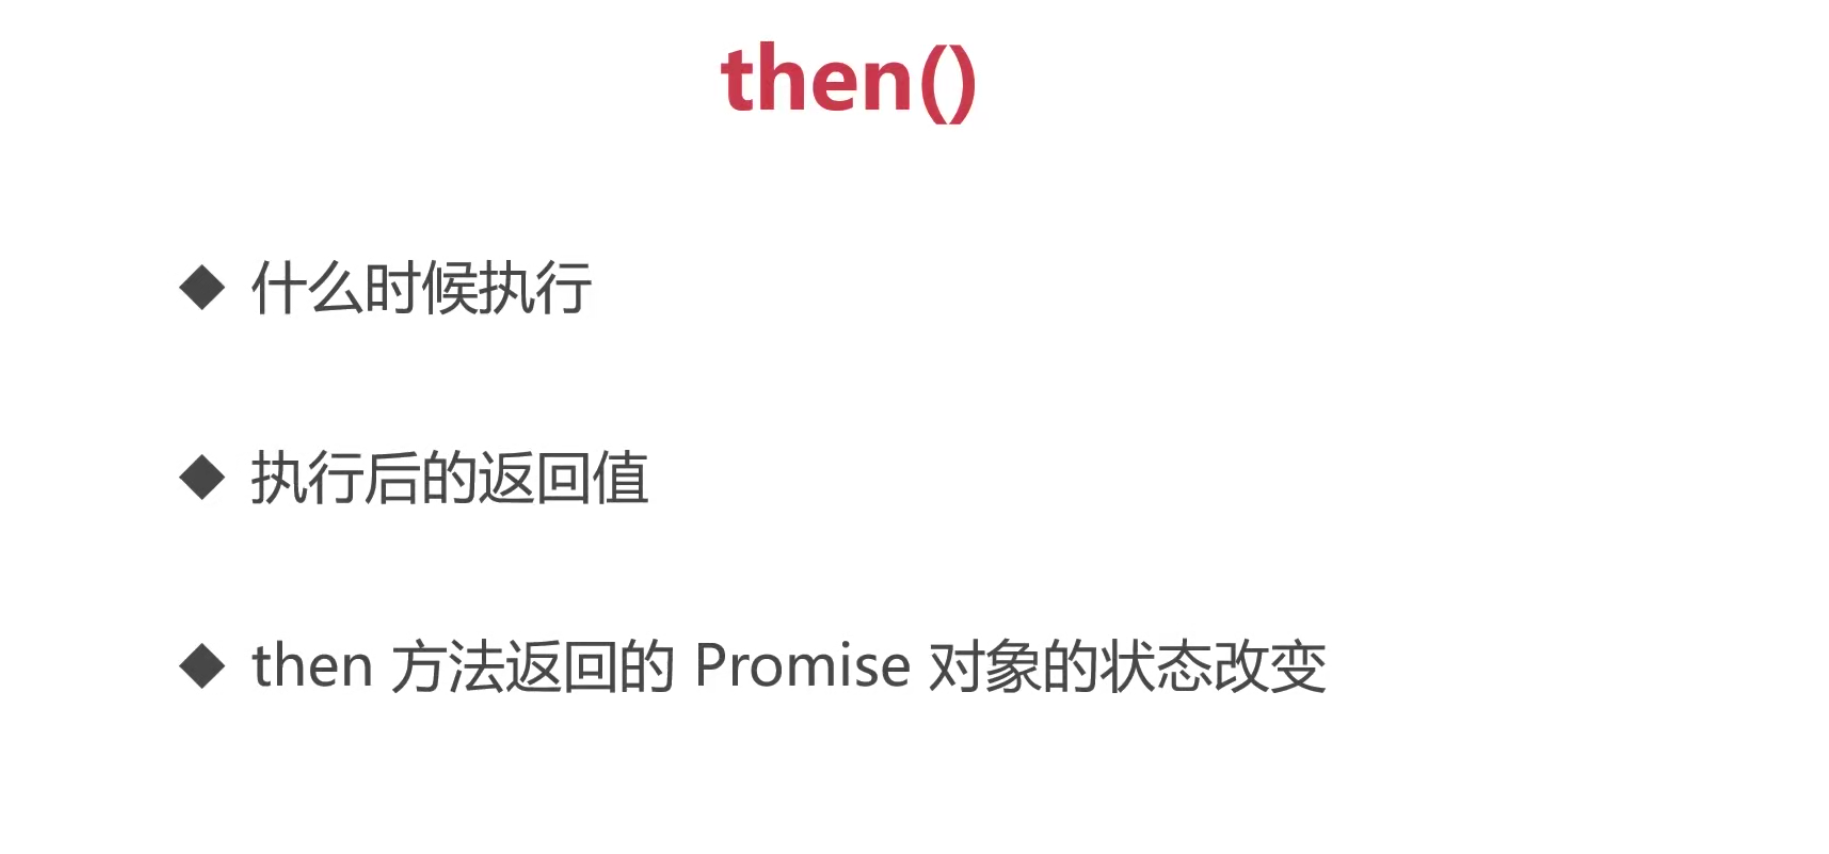 then()
◆ 什么时候执行
◆ 执行后的返回值
◆ then 方法返回的 Promise 对象的状态改变